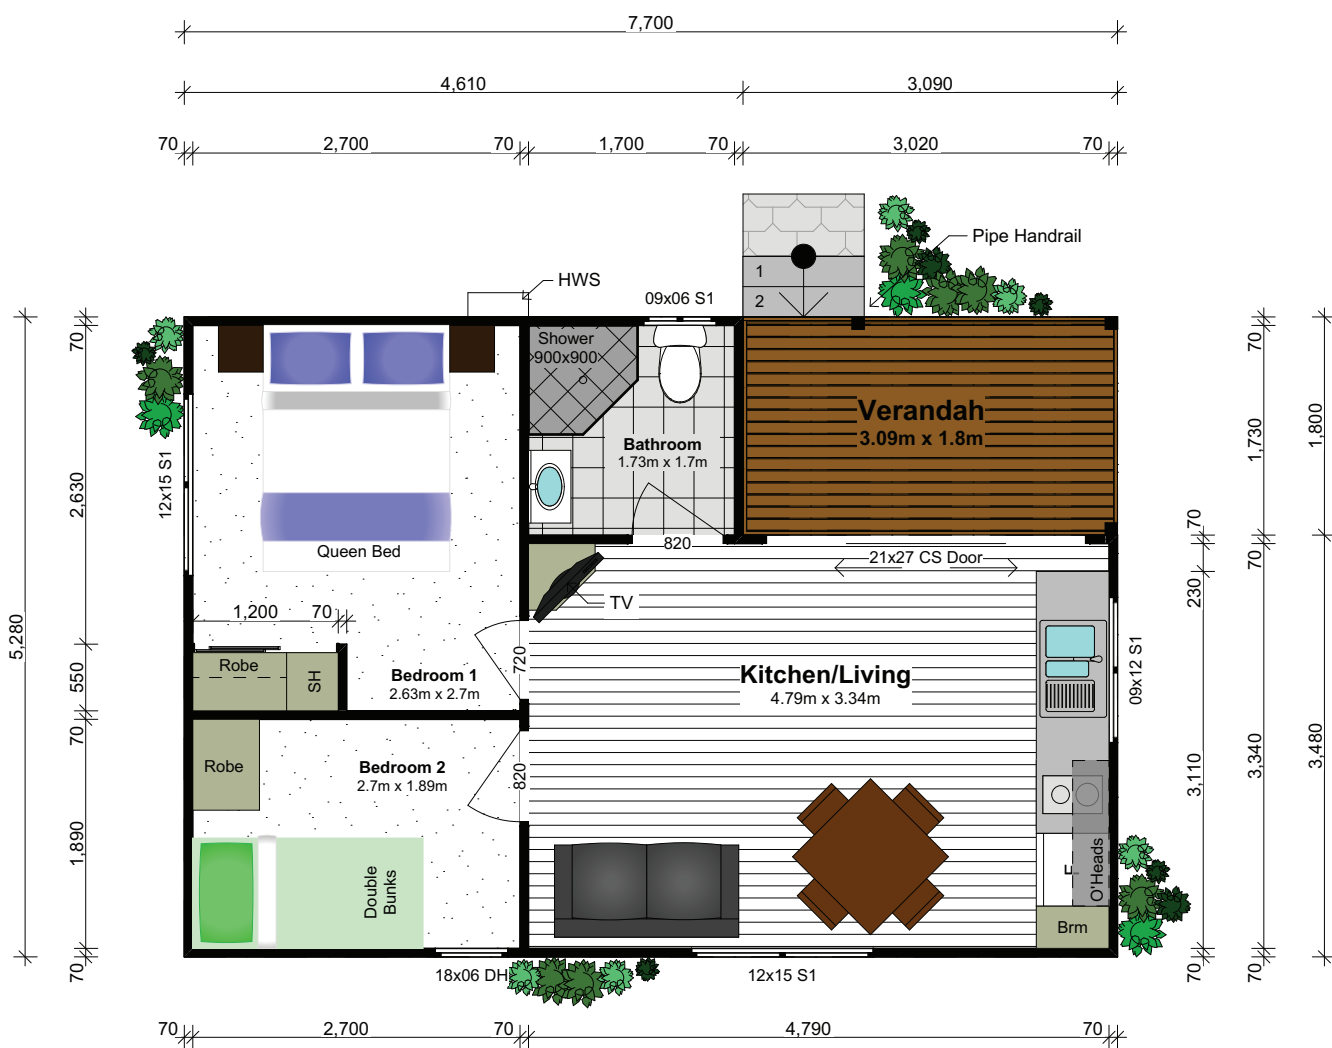 7,700
4,610
3,090
70
2,700
70
1,700
70
3,020
70
Pipe Handrail
HWS
09x06 S1
1
2
Shower
900x900
Verandah
3.09m x 1.8m
Bathroom
1.73m x 1.7m
12x15 S1
Queen Bed
820
21x27 CS Door
TV
1,200
70
Robe
SH
Bedroom 1
2.63m x 2.7m
720
Kitchen/Living
4.79m x 3.34m
09x12 S1
Robe
Bedroom 2
2.7m x 1.89m
820
Double
Bunks
O'Heads
Brm
18x06 DH
12x15 S1
5,280
70
2,630
550
70
1,890
70
70
230
3,110
70
70
1,730
70
3,340
70
1,800
3,480
70
2,700
70
4,790
70